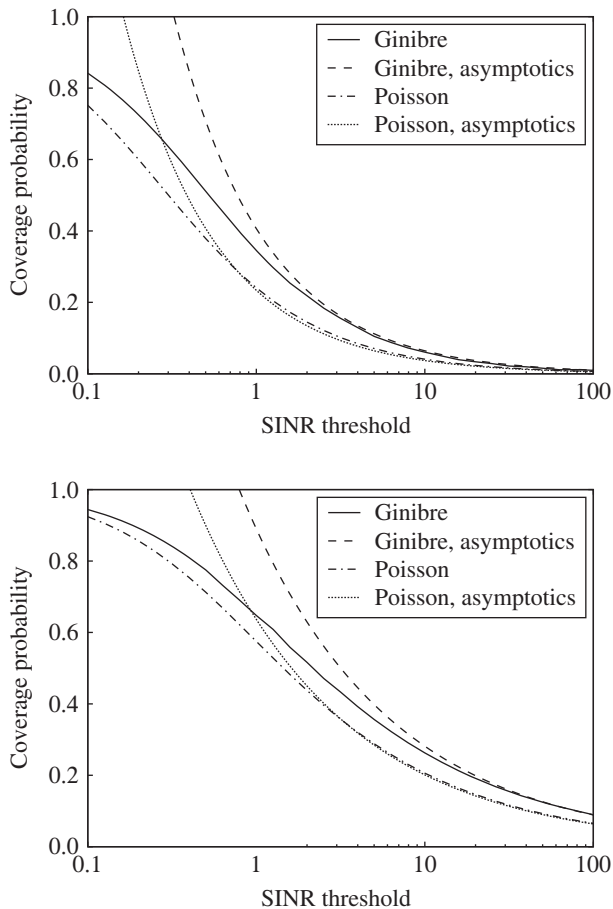 1.0
0.8
0.6
0.4
0.2
0.0
Coverage probability
Ginibre
Ginibre, asymptotics
Poisson
Poisson, asymptotics
0.1
1
10
100
SINR threshold
1.0
0.8
0.6
0.4
0.2
0.0
Coverage probability
Ginibre
Ginibre, asymptotics
Poisson
Poisson, asymptotics
0.1
1
10
100
SINR threshold